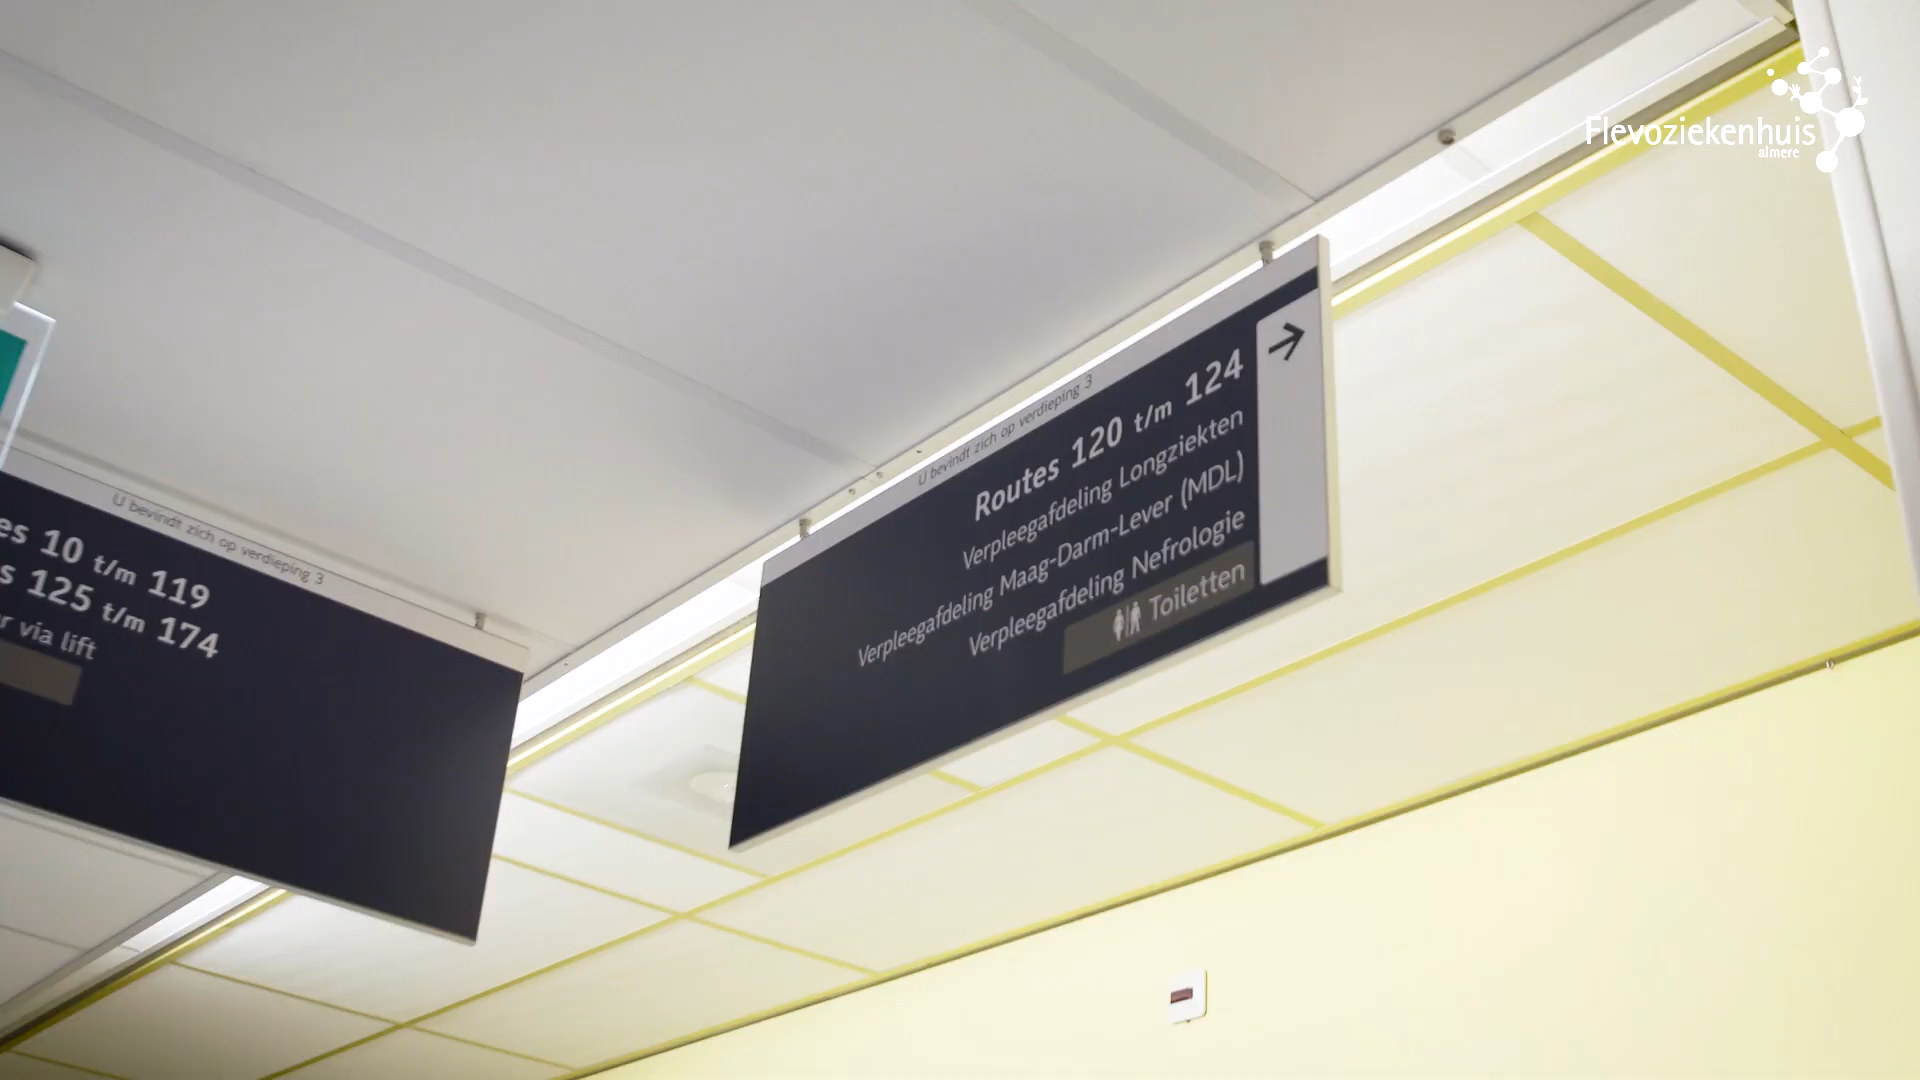 Flevoziekenhuis
almere
U bevindt zich op verdieping 3
Routes 120 t/m 124
Verpleegafdeling Longziekten
Verpleegafdeling Maag-Darm-Lever (MDL)
Verpleegafdeling Nefrologie
Toiletten
U bevindt zich op verdieping 3
es 10 t/m 119
s 125 t/m 174
r via lift